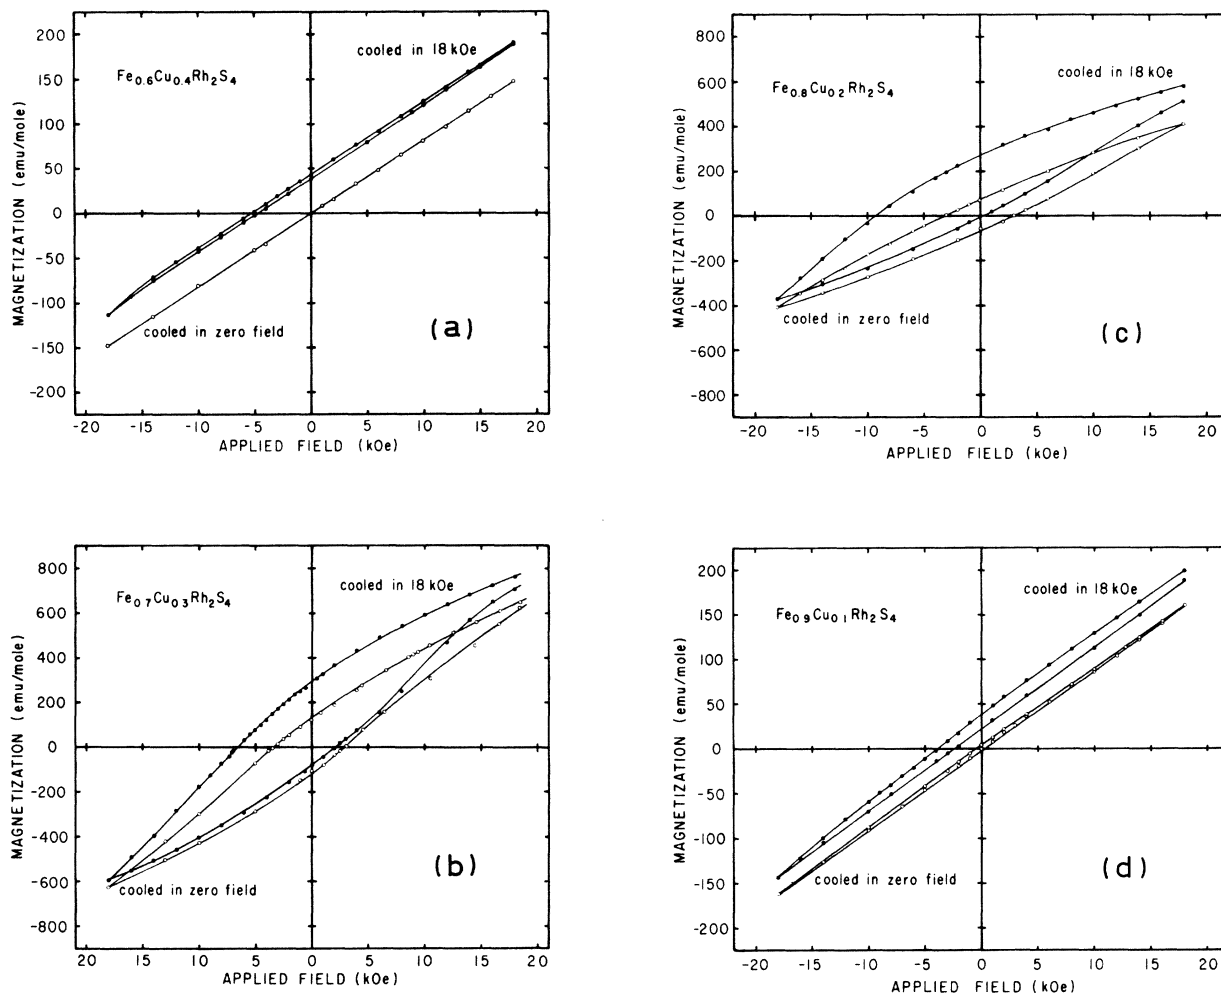 200
150
100
50
0
-50
-100
-150
-200
MAGNETIZATION (emu/mole)
cooled in 18 kOe
Fe0.6Cu0.4Rh2S4
(a)
cooled in zero field
-20 -15 -10 -5 0 5 10 15 20
APPLIED FIELD (kOe)
800
600
400
200
0
-200
-400
-600
-800
MAGNETIZATION (emu/mole)
cooled in 18 kOe
Fe0.8Cu0.2Rh2S4
cooled in zero field
(c)
-20 -15 -10 -5 0 5 10 15 20
APPLIED FIELD (kOe)
800
600
400
200
0
-200
-400
-600
-800
MAGNETIZATION (emu/mole)
cooled in 18 kOe
Fe0.7Cu0.3Rh2S4
(b)
cooled in zero field
-20 15 -10 -5 0 5 10 15 20
APPLIED FIELD (kOe)
200
150
100
50
0
-50
-100
-150
-200
MAGNETIZATION (emu/mole)
cooled in 18 kOe
Fe0.9Cu0.1Rh2S4
(d)
cooled in zero field
-20 -15 -10 -5 0 5 10 15 20
APPLIED FIELD (kOe)